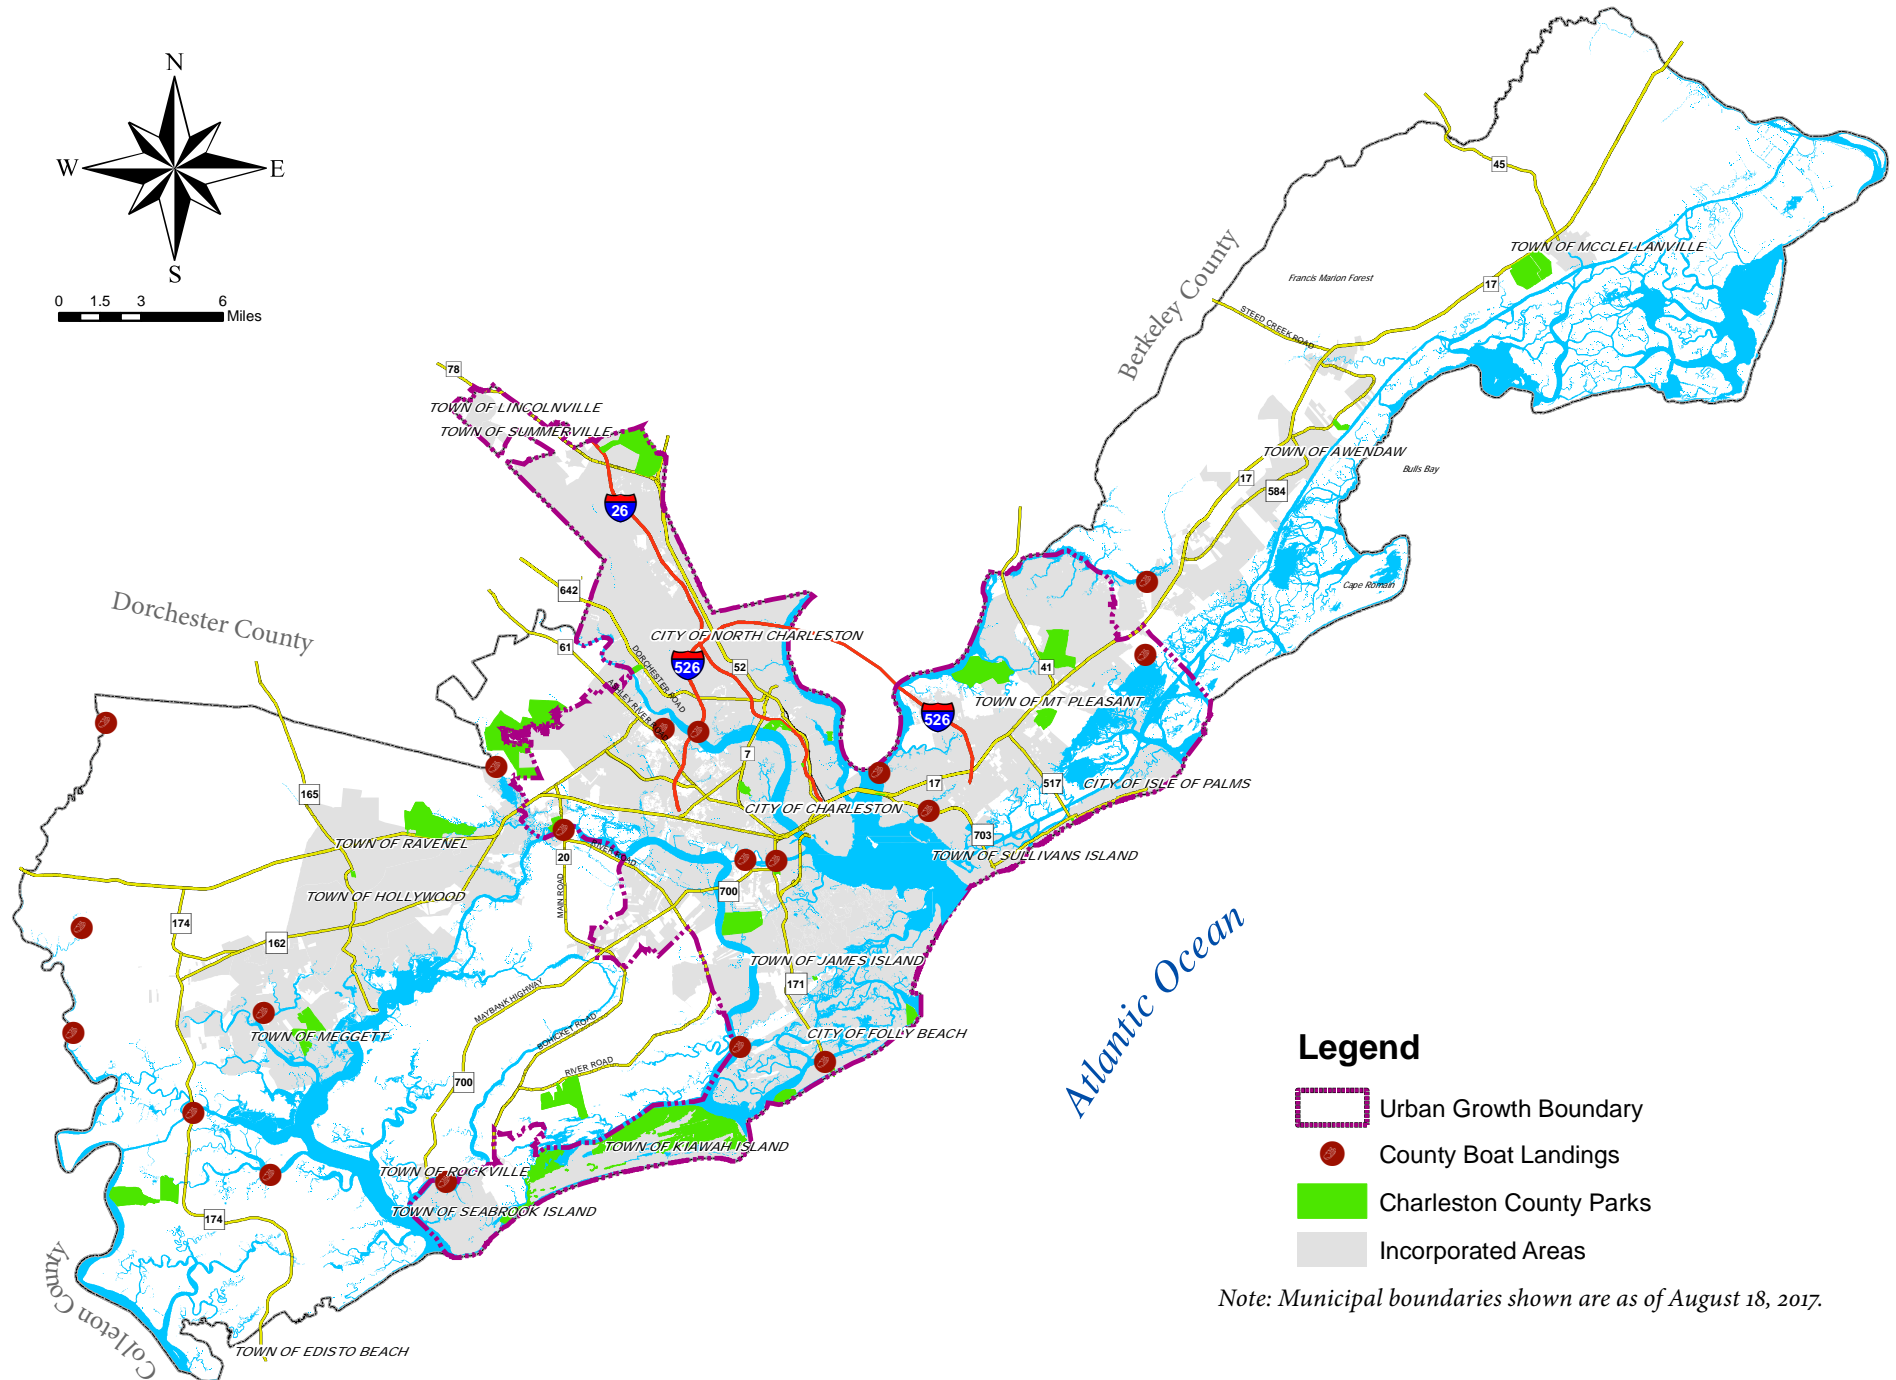 N
W
E
S
0 1.5 3 6
Miles
Berkeley County
Dorchester County
Colleton County
Atlantic Ocean
45
TOWN OF MCCLELLANVILLE
Francis Marion Forest
17
STEED CREEK ROAD
78
TOWN OF LINCOLNVILLE
TOWN OF SUMMERVILLE
TOWN OF AWENDAW
Bulls Bay
17
584
26
Cape Romain
642
CITY OF NORTH CHARLESTON
61
DORCHESTER ROAD
526
52
41
ASHLEY RIVER
TOWN OF MT PLEASANT
526
7
17
517
CITY OF ISLE OF PALMS
165
CITY OF CHARLESTON
703
TOWN OF RAVENEL
RIVER ROAD
20
TOWN OF SULLIVANS ISLAND
MAIN ROAD
700
TOWN OF HOLLYWOOD
174
162
TOWN OF JAMES ISLAND
171
MAYBANK HIGHWAY
BOHICKET ROAD
TOWN OF MEGGETT
CITY OF FOLLY BEACH
RIVER ROAD
700
TOWN OF KIAWAH ISLAND
TOWN OF ROCKVILLE
TOWN OF SEABROOK ISLAND
174
TOWN OF EDISTO BEACH
Legend
Urban Growth Boundary
County Boat Landings
Charleston County Parks
Incorporated Areas
Note: Municipal boundaries shown are as of August 18, 2017.